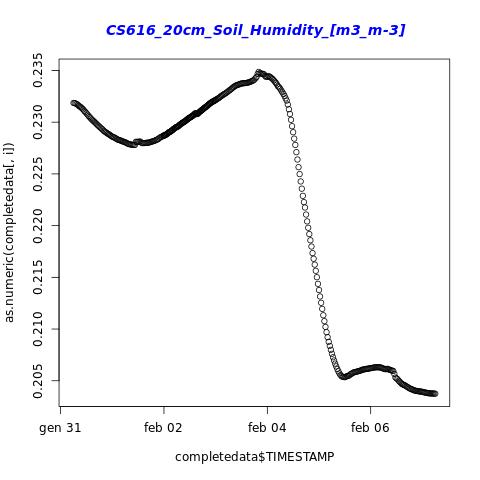 CS616_20cm_Soil_Humidity_[m3_m-3]
as.numeric(completedata[, i])
0.235
0.230
0.225
0.220
0.215
0.210
0.205
gen 31 feb 02 feb 04 feb 06
completedata$TIMESTAMP